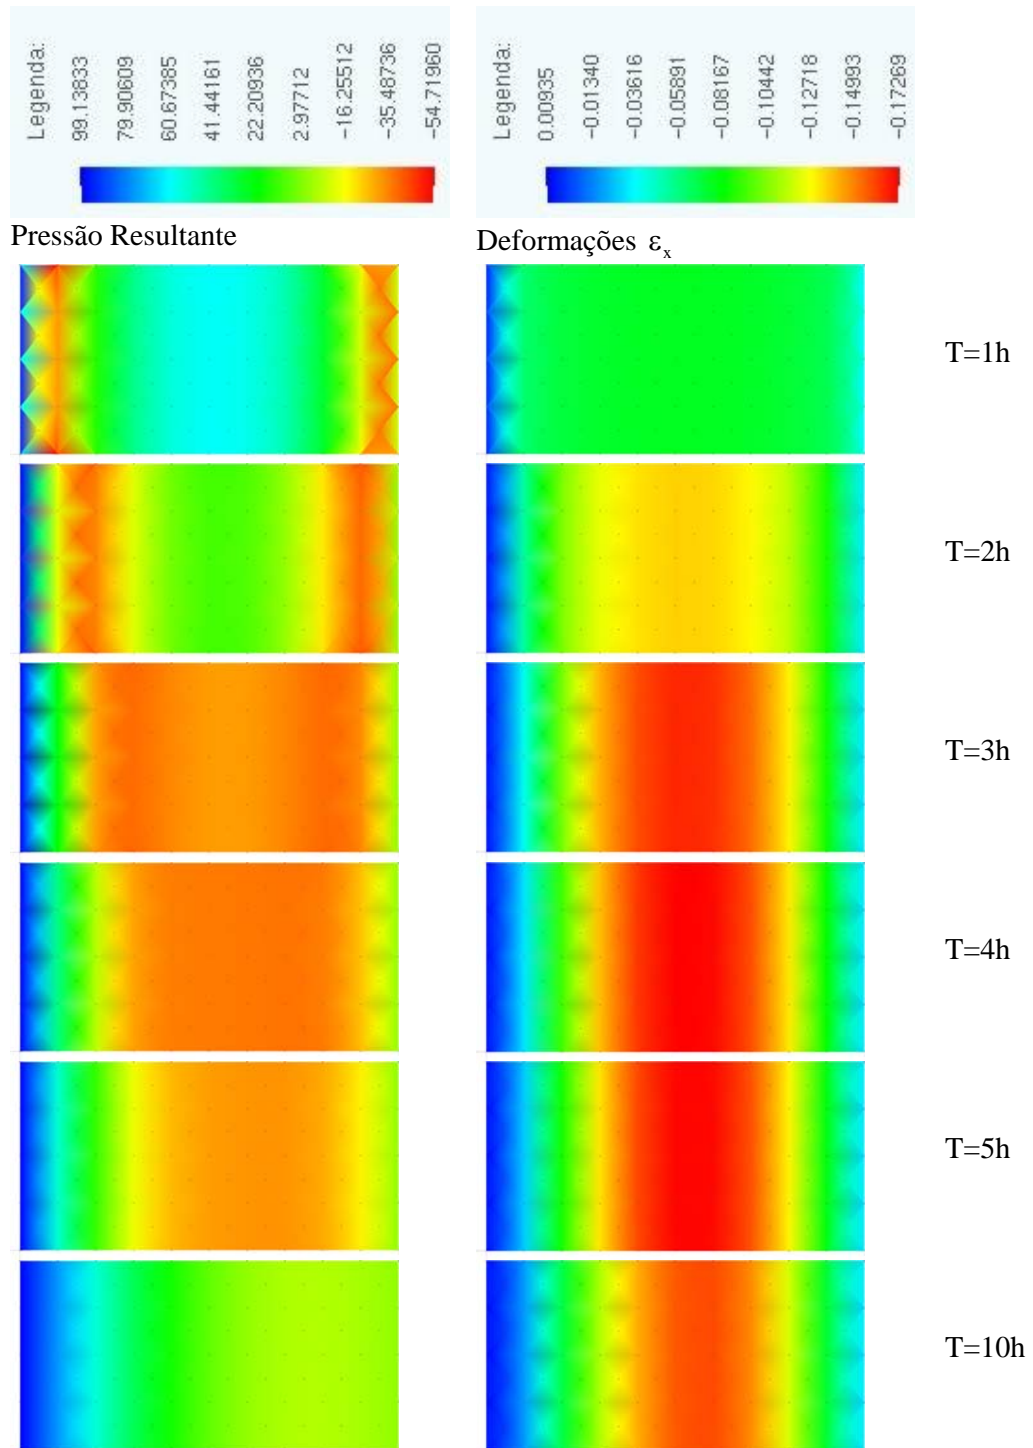 Legenda:
99.13833
79.90609
60.67385
41.44161
22.20936
2.97712
−16.25512
−35.48736
−54.71960
Pressão Resultante
Legenda:
0.00935
−0.01340
−0.03616
−0.05891
−0.08167
−0.10442
−0.12718
−0.14993
−0.17269
Deformações εx
T=1h
T=2h
T=3h
T=4h
T=5h
T=10h